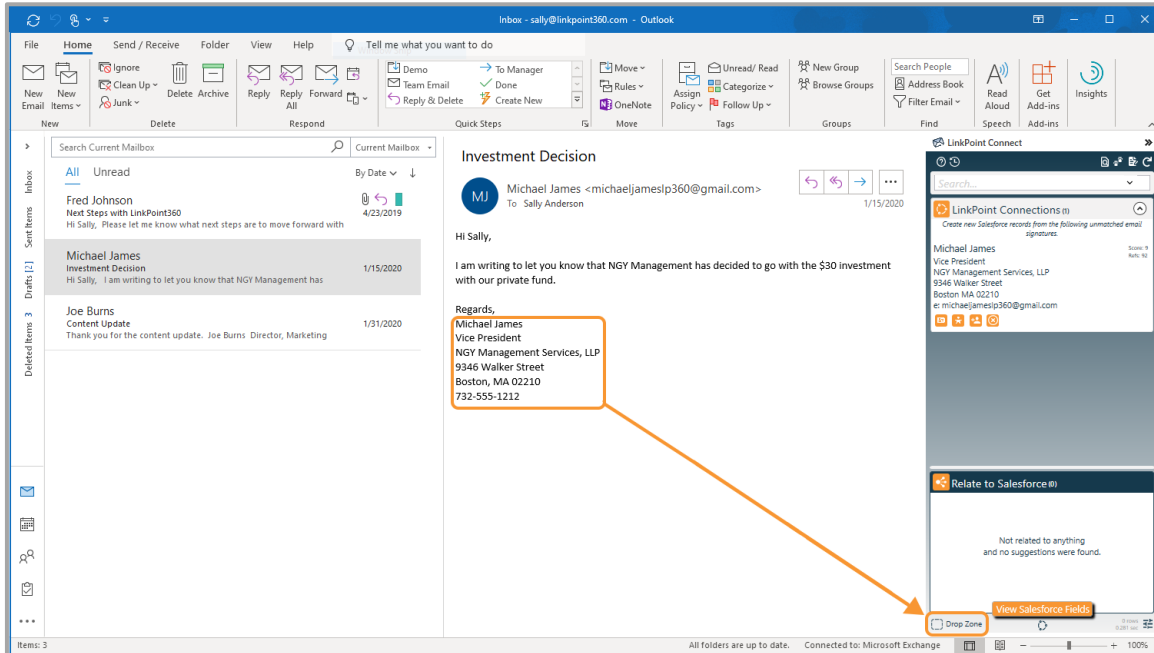 Inbox - sally@linkpoint360.com - Outlook
File Home Send / Receive Folder View Help Tell me what you want to do
New Email
New Items
Ignore
Clean Up
Junk
Delete
Archive
Reply
Reply All
Forward
Demo
Team Email
Reply & Delete
To Manager
Done
Create New
Move
Rules
OneNote
Assign Policy
Unread/ Read
Categorize
Follow Up
New Group
Browse Groups
Search People
Address Book
Filter Email
Read Aloud
Get Add-ins
Insights
New Delete Respond Quick Steps Move Tags Groups Find Speech Add-ins
Inbox
Sent Items
Drafts [2]
Deleted Items 3
Search Current Mailbox Current Mailbox
All Unread By Date
Fred Johnson
Next Steps with LinkPoint360 4/23/2019
Hi Sally, Please let me know what next steps are to move forward with
Michael James
Investment Decision 1/15/2020
Hi Sally, I am writing to let you know that NGY Management has
Joe Burns
Content Update 1/31/2020
Thank you for the content update. Joe Burns Director, Marketing
Investment Decision
MJ
Michael James <michaeljameslp360@gmail.com>
To Sally Anderson 1/15/2020
Hi Sally,
I am writing to let you know that NGY Management has decided to go with the $30 investment
with our private fund.
Regards,
Michael James
Vice President
NGY Management Services, LLP
9346 Walker Street
Boston, MA 02210
732-555-1212
LinkPoint Connect
Search...
LinkPoint Connections (1)
Create new Salesforce records from the following unmatched email
signatures.
Michael James Score: 9
Vice President Refs: 92
NGY Management Services, LLP
9346 Walker Street
Boston MA 02210
e: michaeljameslp360@gmail.com
Relate to Salesforce (0)
Not related to anything
and no suggestions were found.
View Salesforce Fields
Drop Zone
0 rows
0.281 sec
Items: 3 All folders are up to date. Connected to: Microsoft Exchange 100%